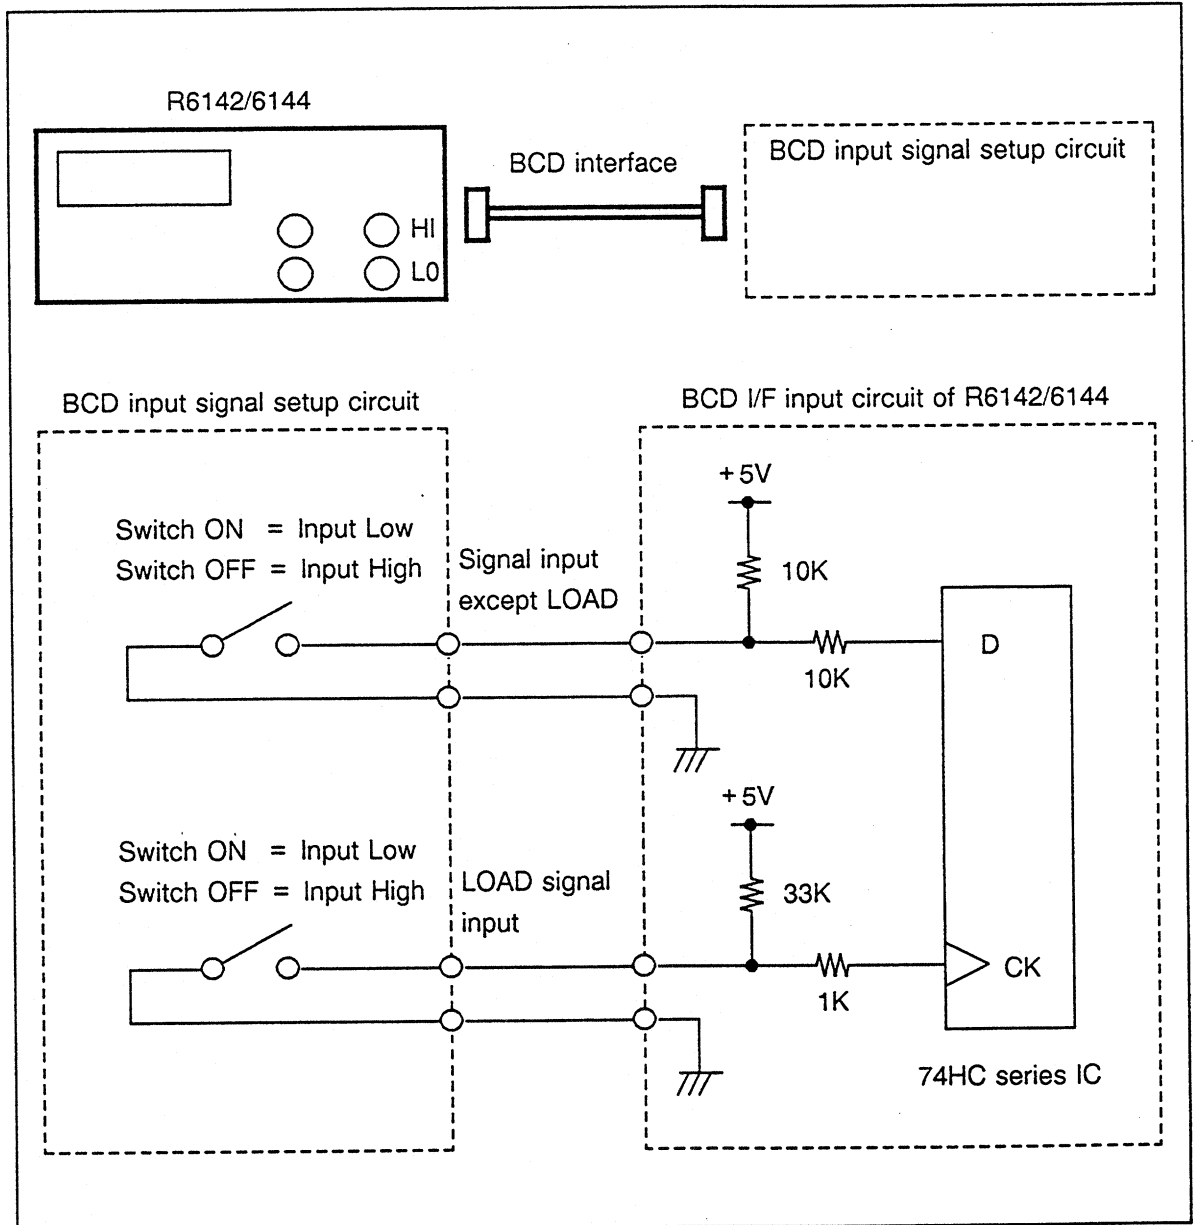 R6142/6144
HI
L0
BCD interface
BCD input signal setup circuit
BCD input signal setup circuit
BCD I/F input circuit of R6142/6144
Switch ON = Input Low
Switch OFF = Input High
Signal input
except LOAD
+5V
10K
10K
D
Switch ON = Input Low
Switch OFF = Input High
LOAD signal
input
+5V
33K
1K
CK
74HC series IC